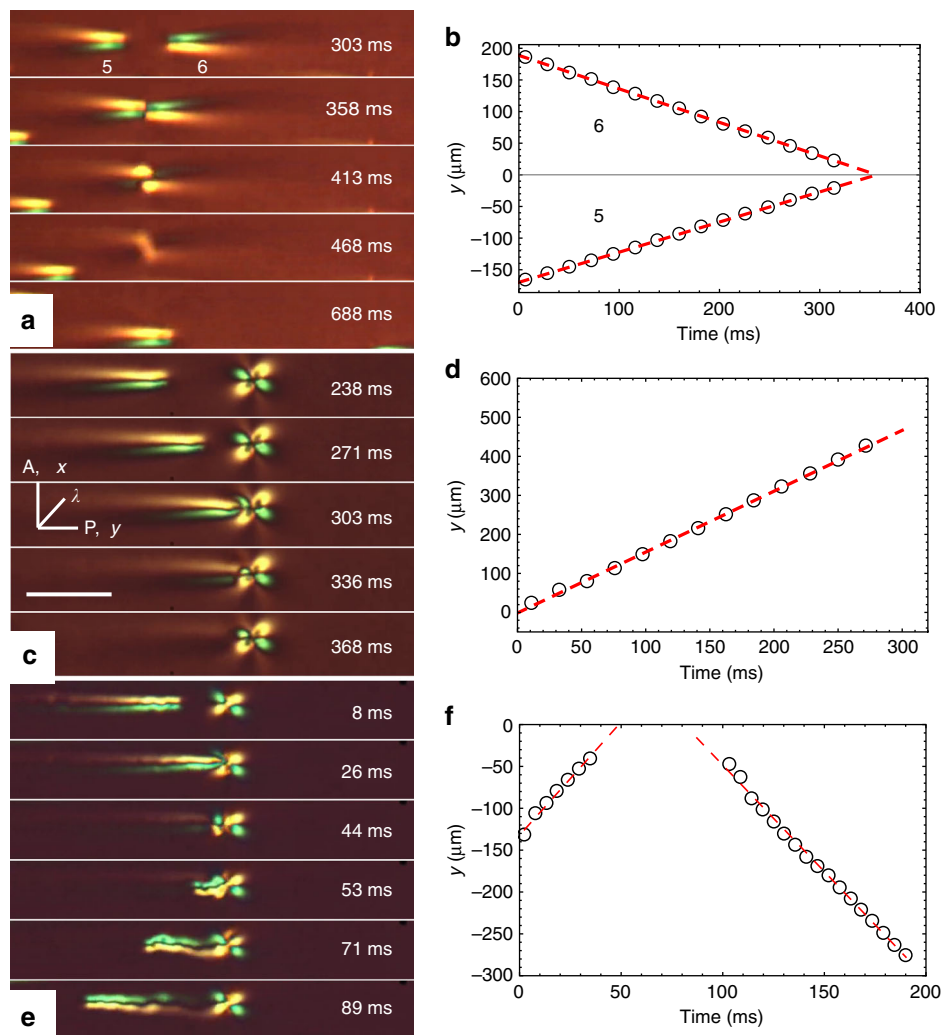 303 ms
5 6
358 ms
413 ms
468 ms
688 ms
a
b
200
150
100
50
0
−50
−100
−150
y (μm)
6
5
0 100 200 300 400
Time (ms)
238 ms
271 ms
A, x
λ
P, y
303 ms
336 ms
368 ms
c
d
600
500
400
300
200
100
0
y (μm)
0 50 100 150 200 250 300
Time (ms)
8 ms
26 ms
44 ms
53 ms
71 ms
89 ms
e
f
0
−50
−100
−150
−200
−250
−300
y (μm)
0 100 150 200
Time (ms)